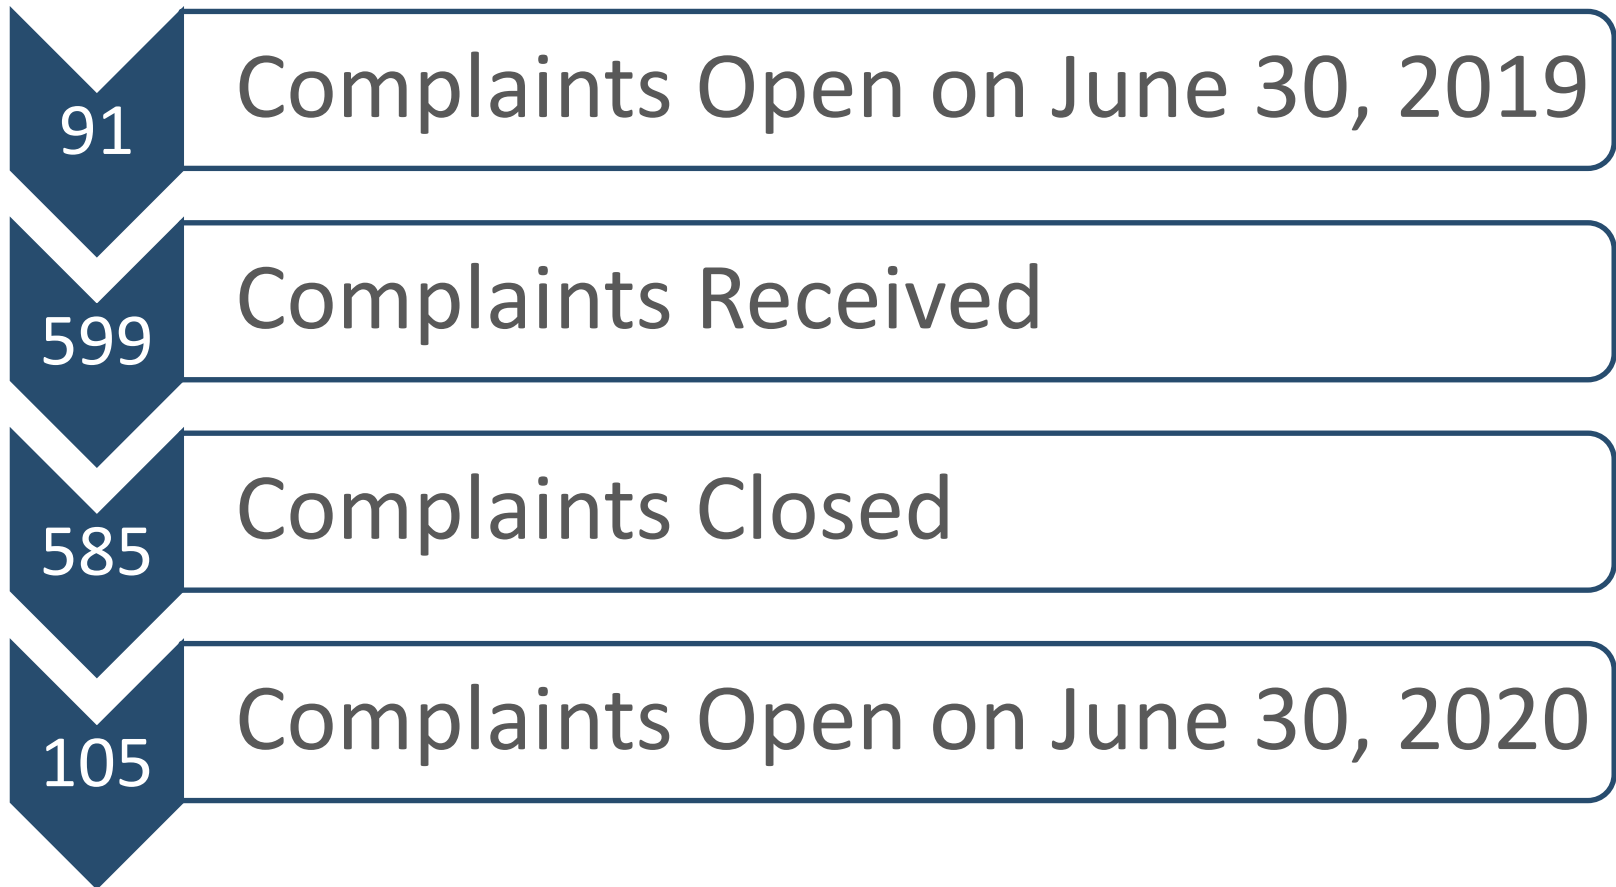 91
Complaints Open on June 30, 2019
599
Complaints Received
585
Complaints Closed
105
Complaints Open on June 30, 2020